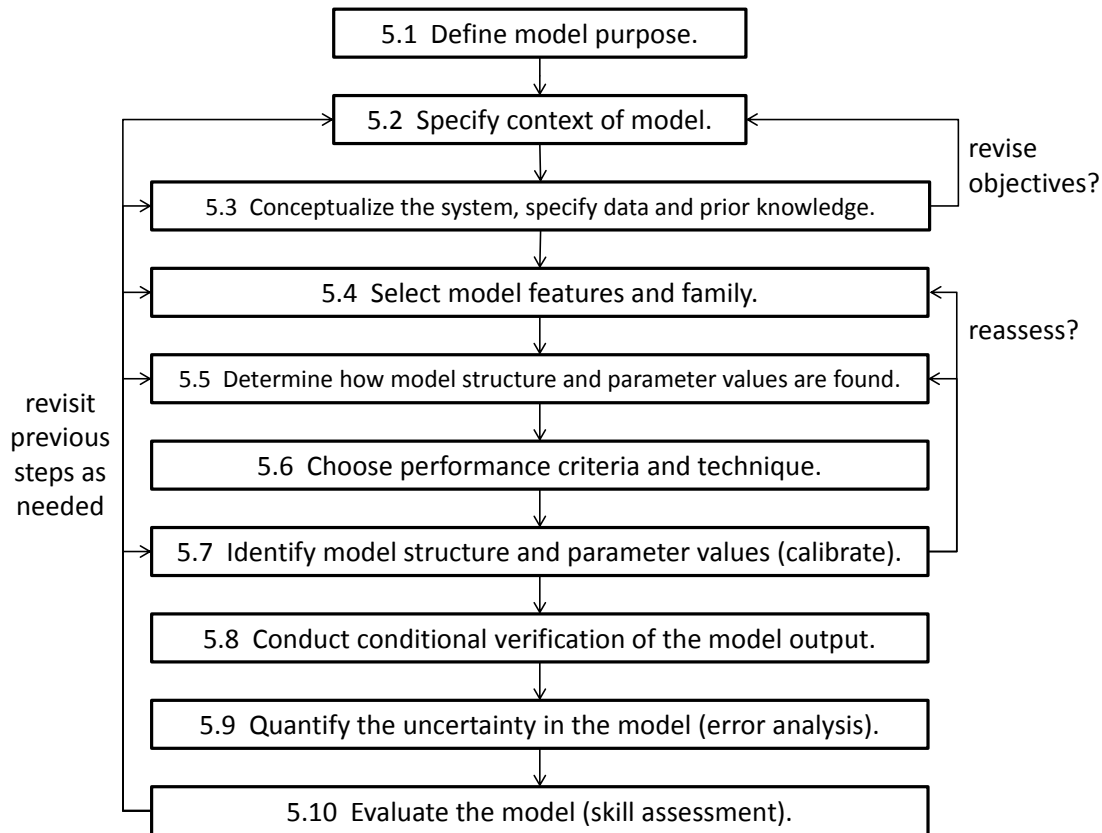 5.1 Define model purpose.
5.2 Specify context of model.
revise
objectives?
5.3 Conceptualize the system, specify data and prior knowledge.
5.4 Select model features and family.
reassess?
5.5 Determine how model structure and parameter values are found.
revisit
previous
steps as
needed
5.6 Choose performance criteria and technique.
5.7 Identify model structure and parameter values (calibrate).
5.8 Conduct conditional verification of the model output.
5.9 Quantify the uncertainty in the model (error analysis).
5.10 Evaluate the model (skill assessment).